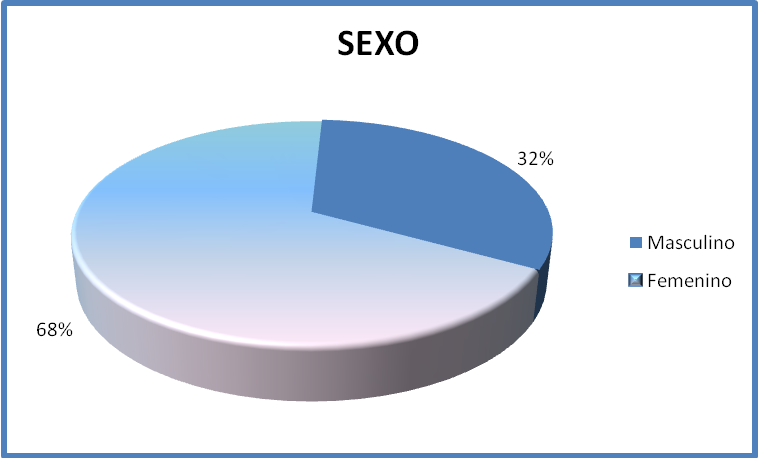 SEXO
32%
Masculino
Femenino
68%